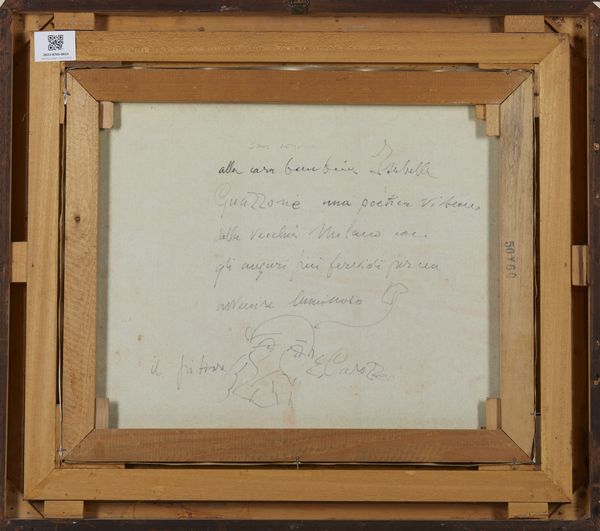 alla cara bambina Isabella
Guazzone una poetica visione
della vecchia Milano con
gli auguri più fervidi per un
avvenire luminoso
il pittore
50X60